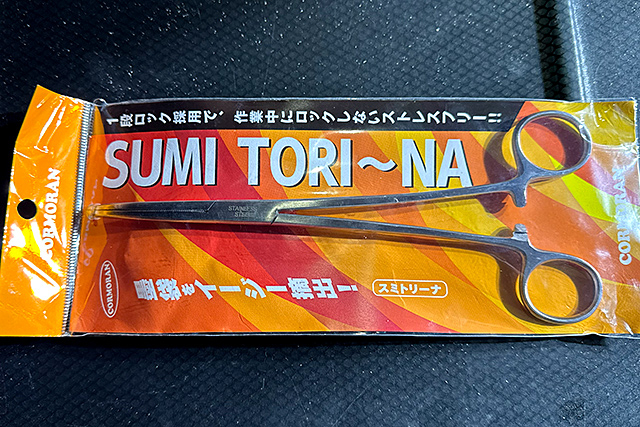 1段ロック採用で、作業中にロックしないストレスフリー!!
SUMI TORI～NA
STAINLESS
STEEL
墨袋をイージー摘出!
スミトリーナ
CORMORAN
CORMORAN
CORMORAN